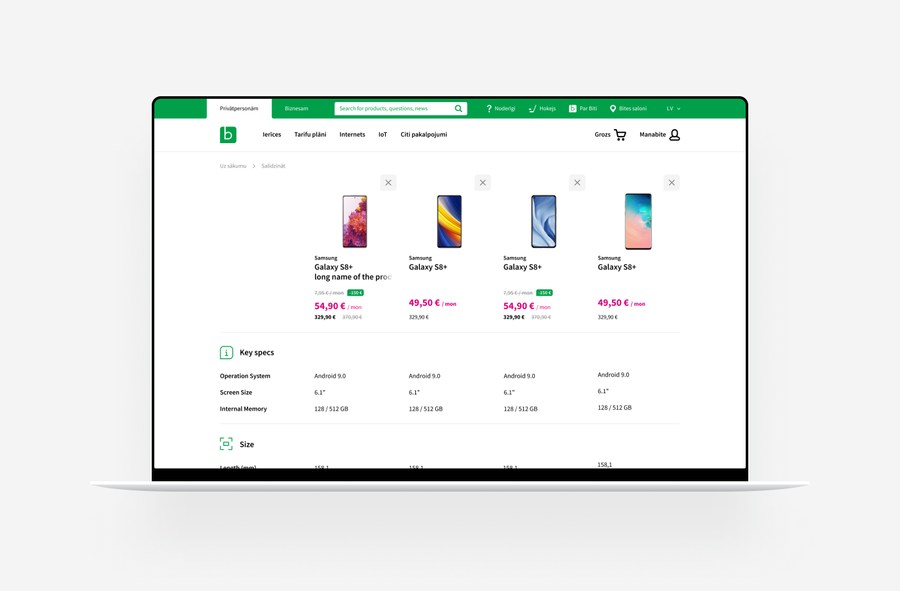 Privātpersonām Biznesam Search for products, questions, news Noderīgi Hokejs b Par Biti Bites saloni LV
b Ierīces Tarifu plāni Internets IoT Citi pakalpojumi Grozs Manabite
Uz sākumu Salīdzināt
Samsung Samsung Samsung Samsung
Galaxy S8+ Galaxy S8+ Galaxy S8+ Galaxy S8+
long name of the prod
7,95 € / mon -150 € 7,95 € / mon -150 €
54,90 € / mon 49,50 € / mon 54,90 € / mon 49,50 € / mon
329,90 € 379,90 € 329,90 € 329,90 € 379,90 € 329,90 €
Key specs
Operation System Android 9.0 Android 9.0 Android 9.0 Android 9.0
Screen Size 6.1" 6.1" 6.1" 6.1"
Internal Memory 128 / 512 GB 128 / 512 GB 128 / 512 GB 128 / 512 GB
Size
Length (mm) 158,1 158,1 158,1 158,1